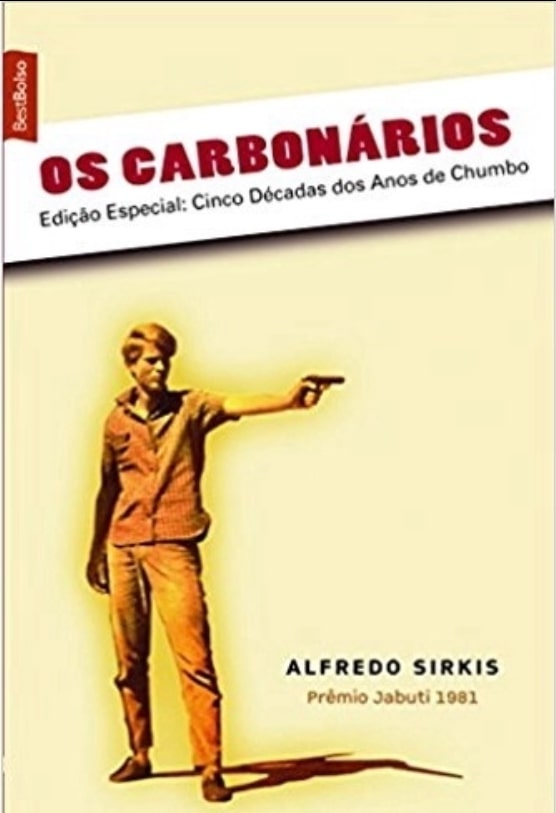 BestBolso
OS CARBONÁRIOS
Edição Especial: Cinco Décadas dos Anos de Chumbo
ALFREDO SIRKIS
Prêmio Jabuti 1981